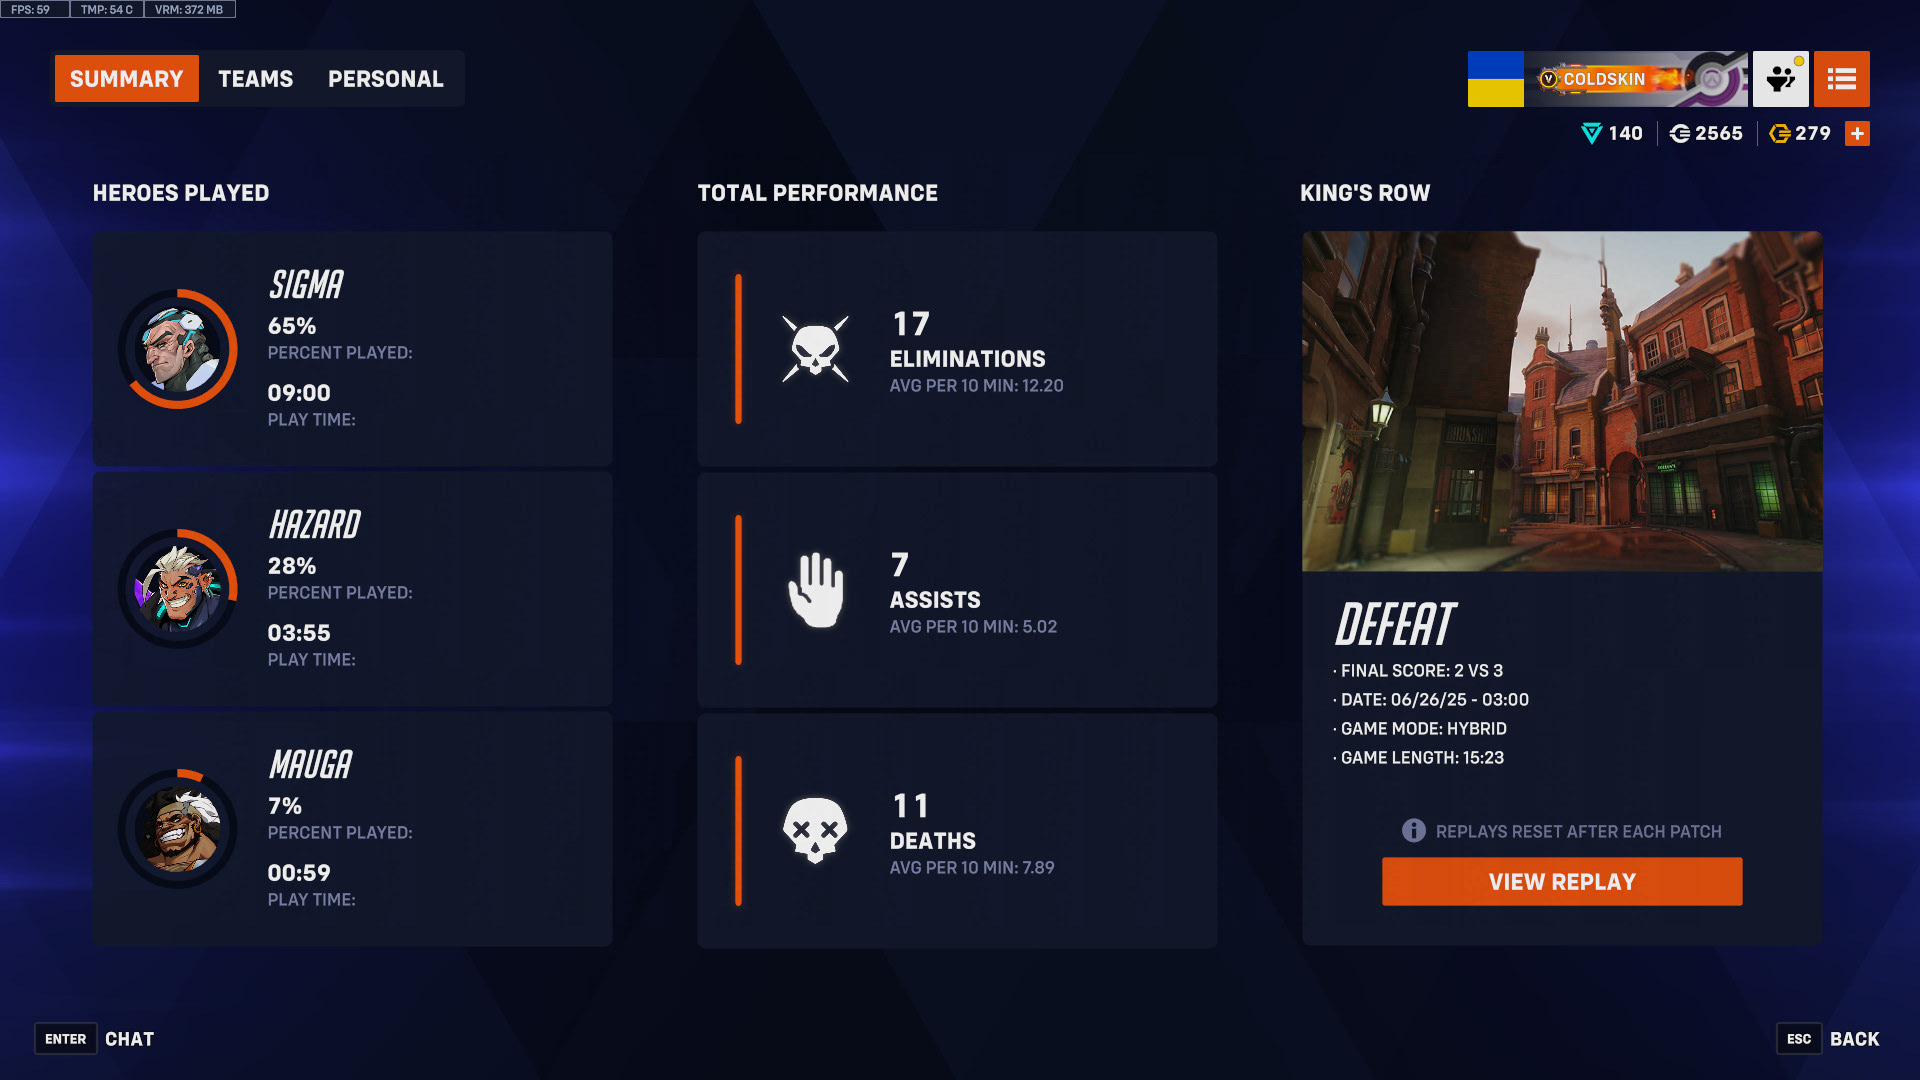 FPS: 59 TMP: 54 C VRM: 372 MB
SUMMARY TEAMS PERSONAL
V COLDSKIN
140 2565 279 +
HEROES PLAYED
SIGMA
65%
PERCENT PLAYED:
09:00
PLAY TIME:
HAZARD
28%
PERCENT PLAYED:
03:55
PLAY TIME:
MAUGA
7%
PERCENT PLAYED:
00:59
PLAY TIME:
TOTAL PERFORMANCE
17
ELIMINATIONS
AVG PER 10 MIN: 12.20
7
ASSISTS
AVG PER 10 MIN: 5.02
11
DEATHS
AVG PER 10 MIN: 7.89
KING'S ROW
DEFEAT
· FINAL SCORE: 2 VS 3
· DATE: 06/26/25 - 03:00
· GAME MODE: HYBRID
· GAME LENGTH: 15:23
REPLAYS RESET AFTER EACH PATCH
VIEW REPLAY
ENTER CHAT
ESC BACK